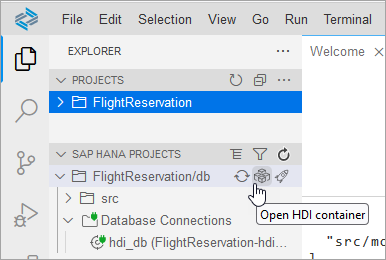 File Edit Selection View Go Run Terminal
EXPLORER
Welcome
PROJECTS
FlightReservation
SAP HANA PROJECTS
FlightReservation/db
Open HDI container
src
Database Connections
"src/mo
hdi_db (FlightReservation-hdi...
]